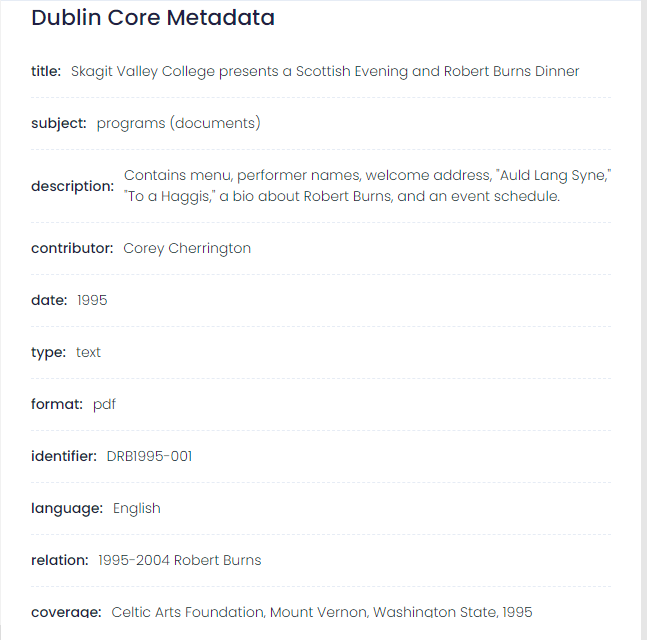 Dublin Core Metadata
title: Skagit Valley College presents a Scottish Evening and Robert Burns Dinner
subject: programs (documents)
description: Contains menu, performer names, welcome address, "Auld Lang Syne,"
"To a Haggis," a bio about Robert Burns, and an event schedule.
contributor: Corey Cherrington
date: 1995
type: text
format: pdf
identifier: DRB1995-001
language: English
relation: 1995-2004 Robert Burns
coverage: Celtic Arts Foundation, Mount Vernon, Washington State, 1995